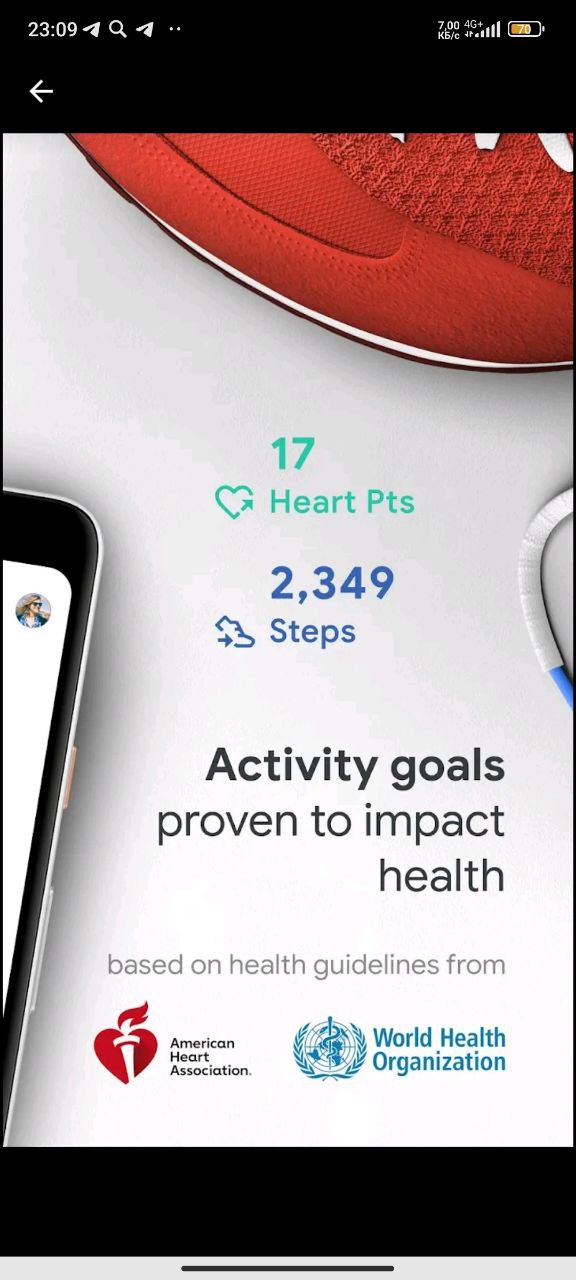 23:09
7,00 4G+
КБ/с
70
17
Heart Pts
2,349
Steps
Activity goals
proven to impact
health
based on health guidelines from
American
Heart
Association.
World Health
Organization